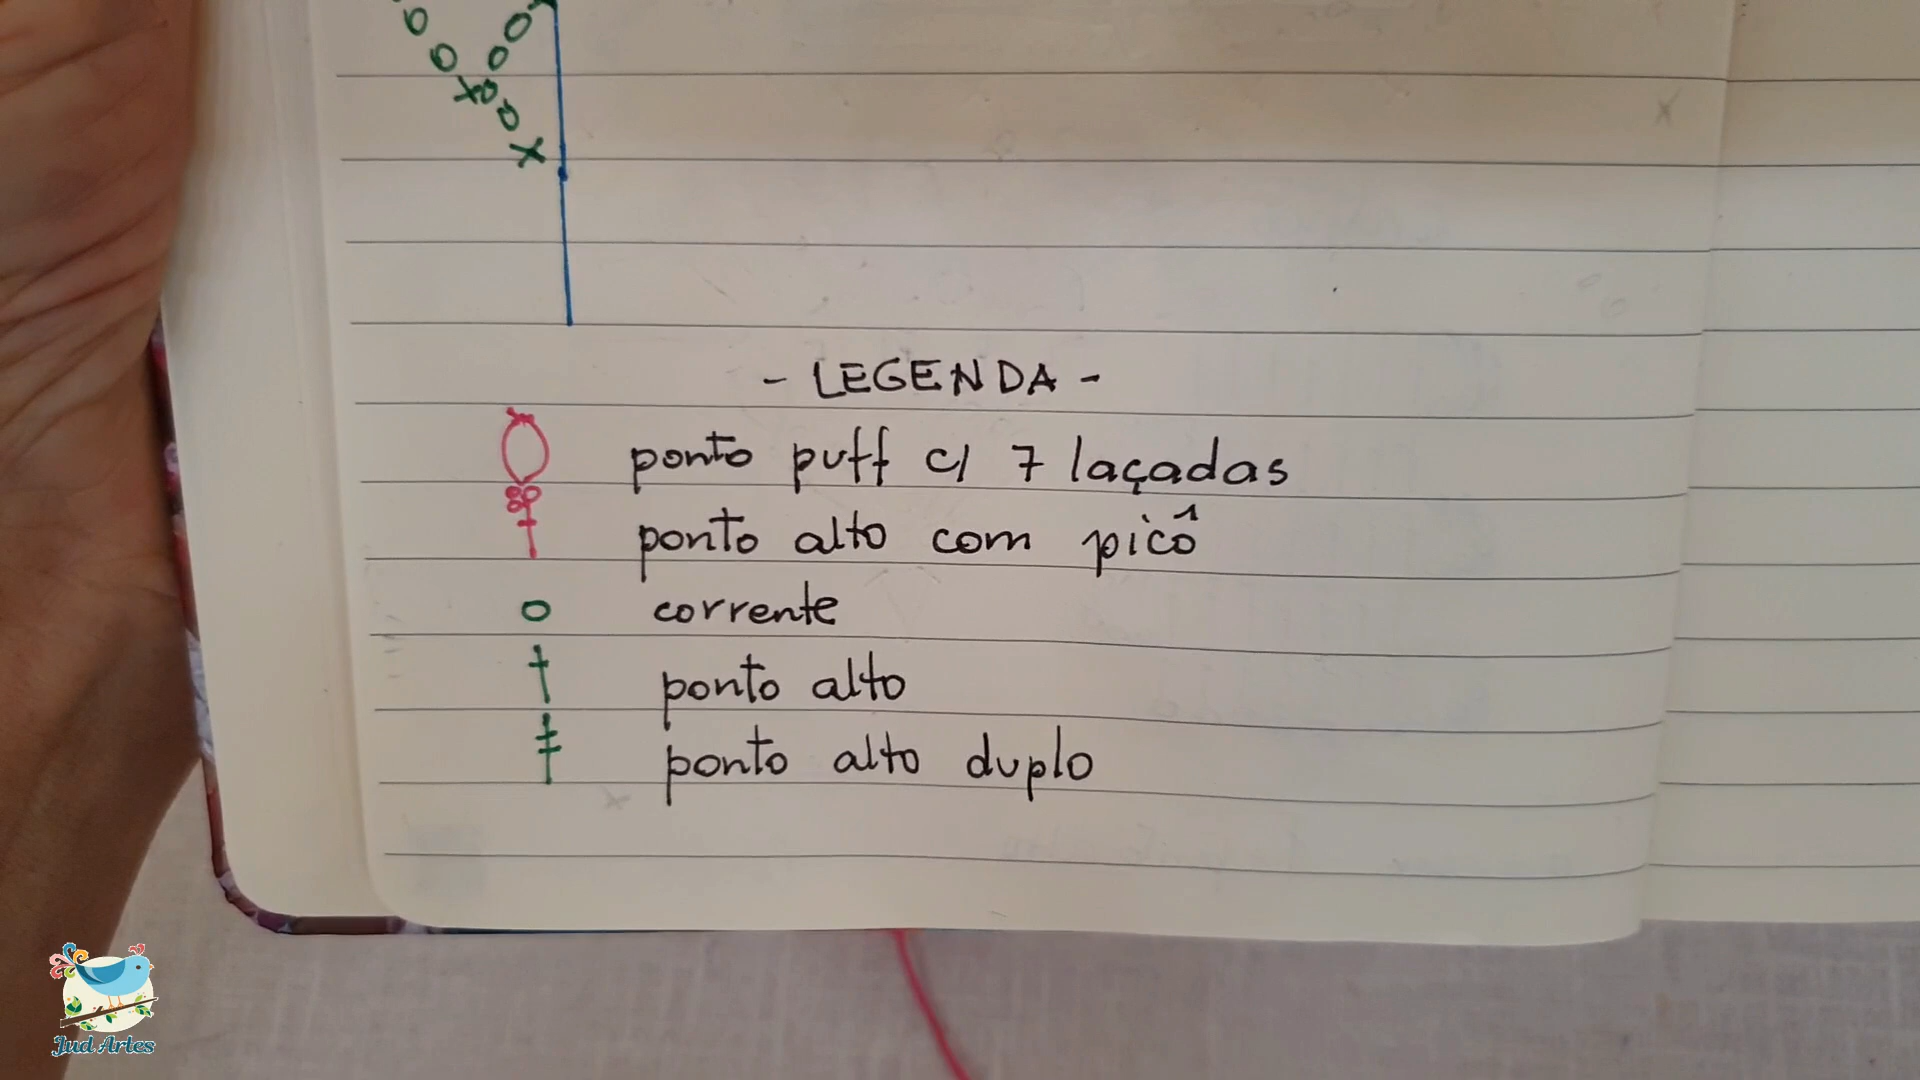 - LEGENDA -
ponto puff c/ 7 laçadas
ponto alto com picô
corrente
ponto alto
ponto alto duplo
Jud Artes